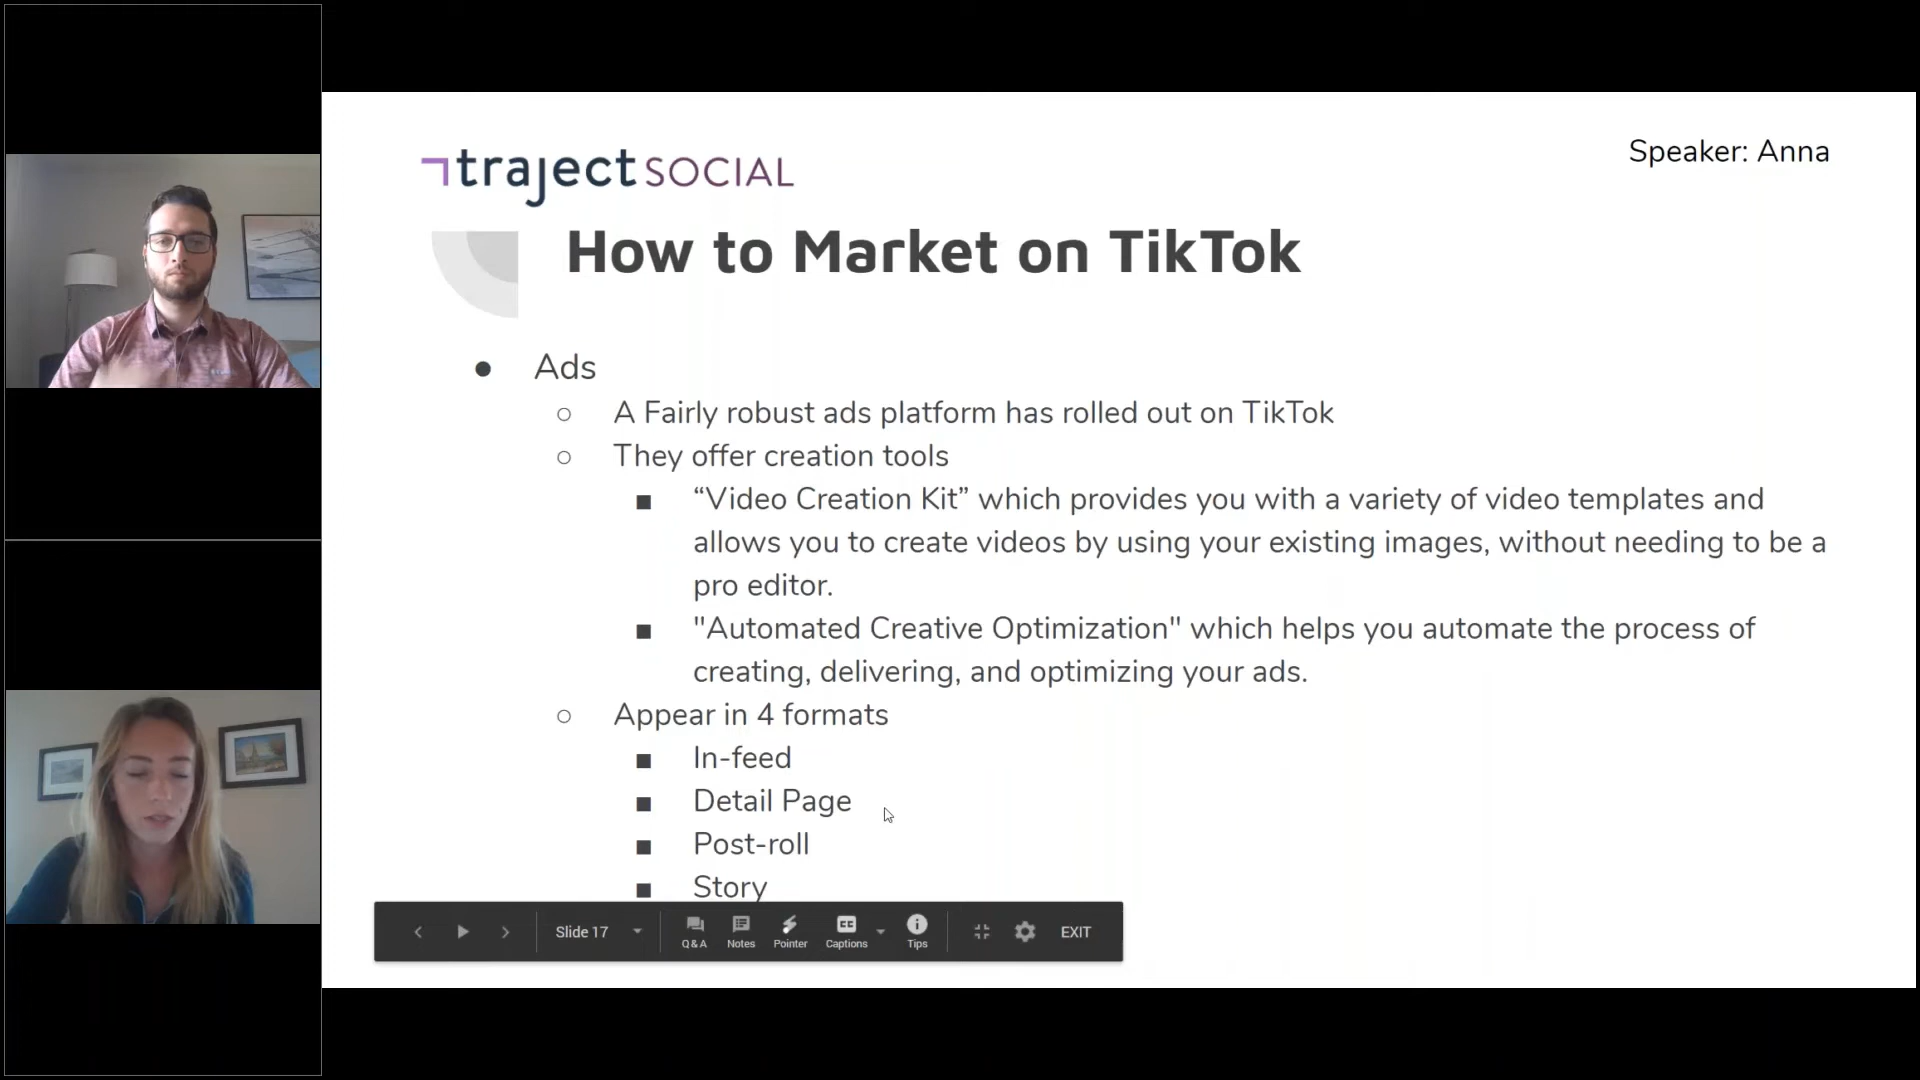 traject SOCIAL
Speaker: Anna
How to Market on TikTok
● Ads
○ A Fairly robust ads platform has rolled out on TikTok
○ They offer creation tools
■ “Video Creation Kit” which provides you with a variety of video templates and
allows you to create videos by using your existing images, without needing to be a
pro editor.
■ "Automated Creative Optimization" which helps you automate the process of
creating, delivering, and optimizing your ads.
○ Appear in 4 formats
■ In-feed
■ Detail Page
■ Post-roll
■ Story
Slide 17 Q&A Notes Pointer CC Captions Tips EXIT